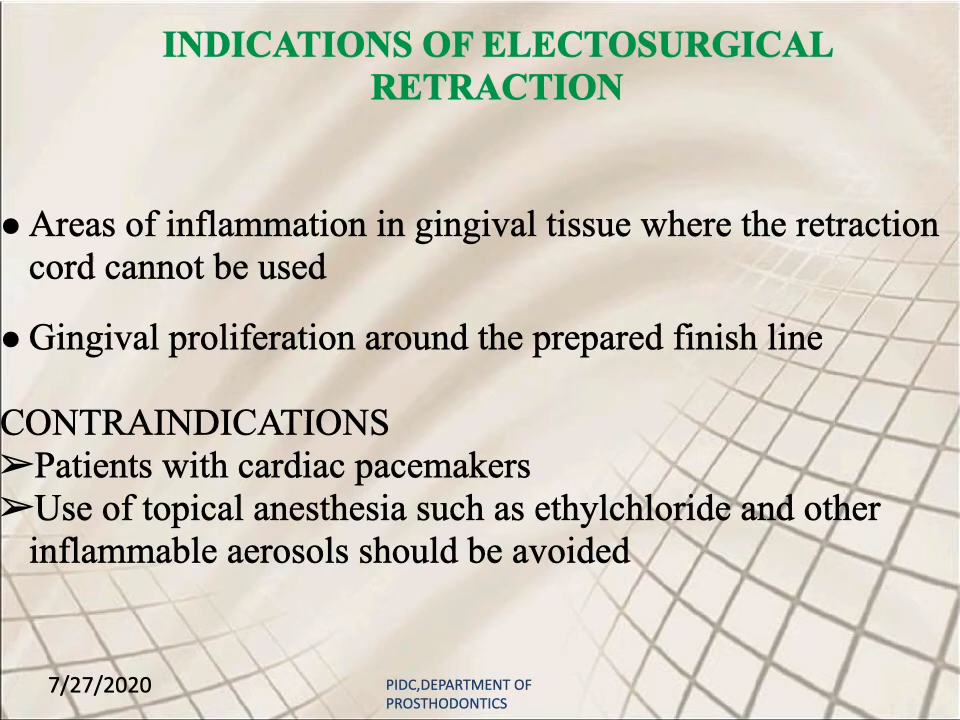 INDICATIONS OF ELECTOSURGICAL
RETRACTION
● Areas of inflammation in gingival tissue where the retraction
cord cannot be used
● Gingival proliferation around the prepared finish line
CONTRAINDICATIONS
➢Patients with cardiac pacemakers
➢Use of topical anesthesia such as ethylchloride and other
inflammable aerosols should be avoided
7/27/2020
PIDC,DEPARTMENT OF
PROSTHODONTICS